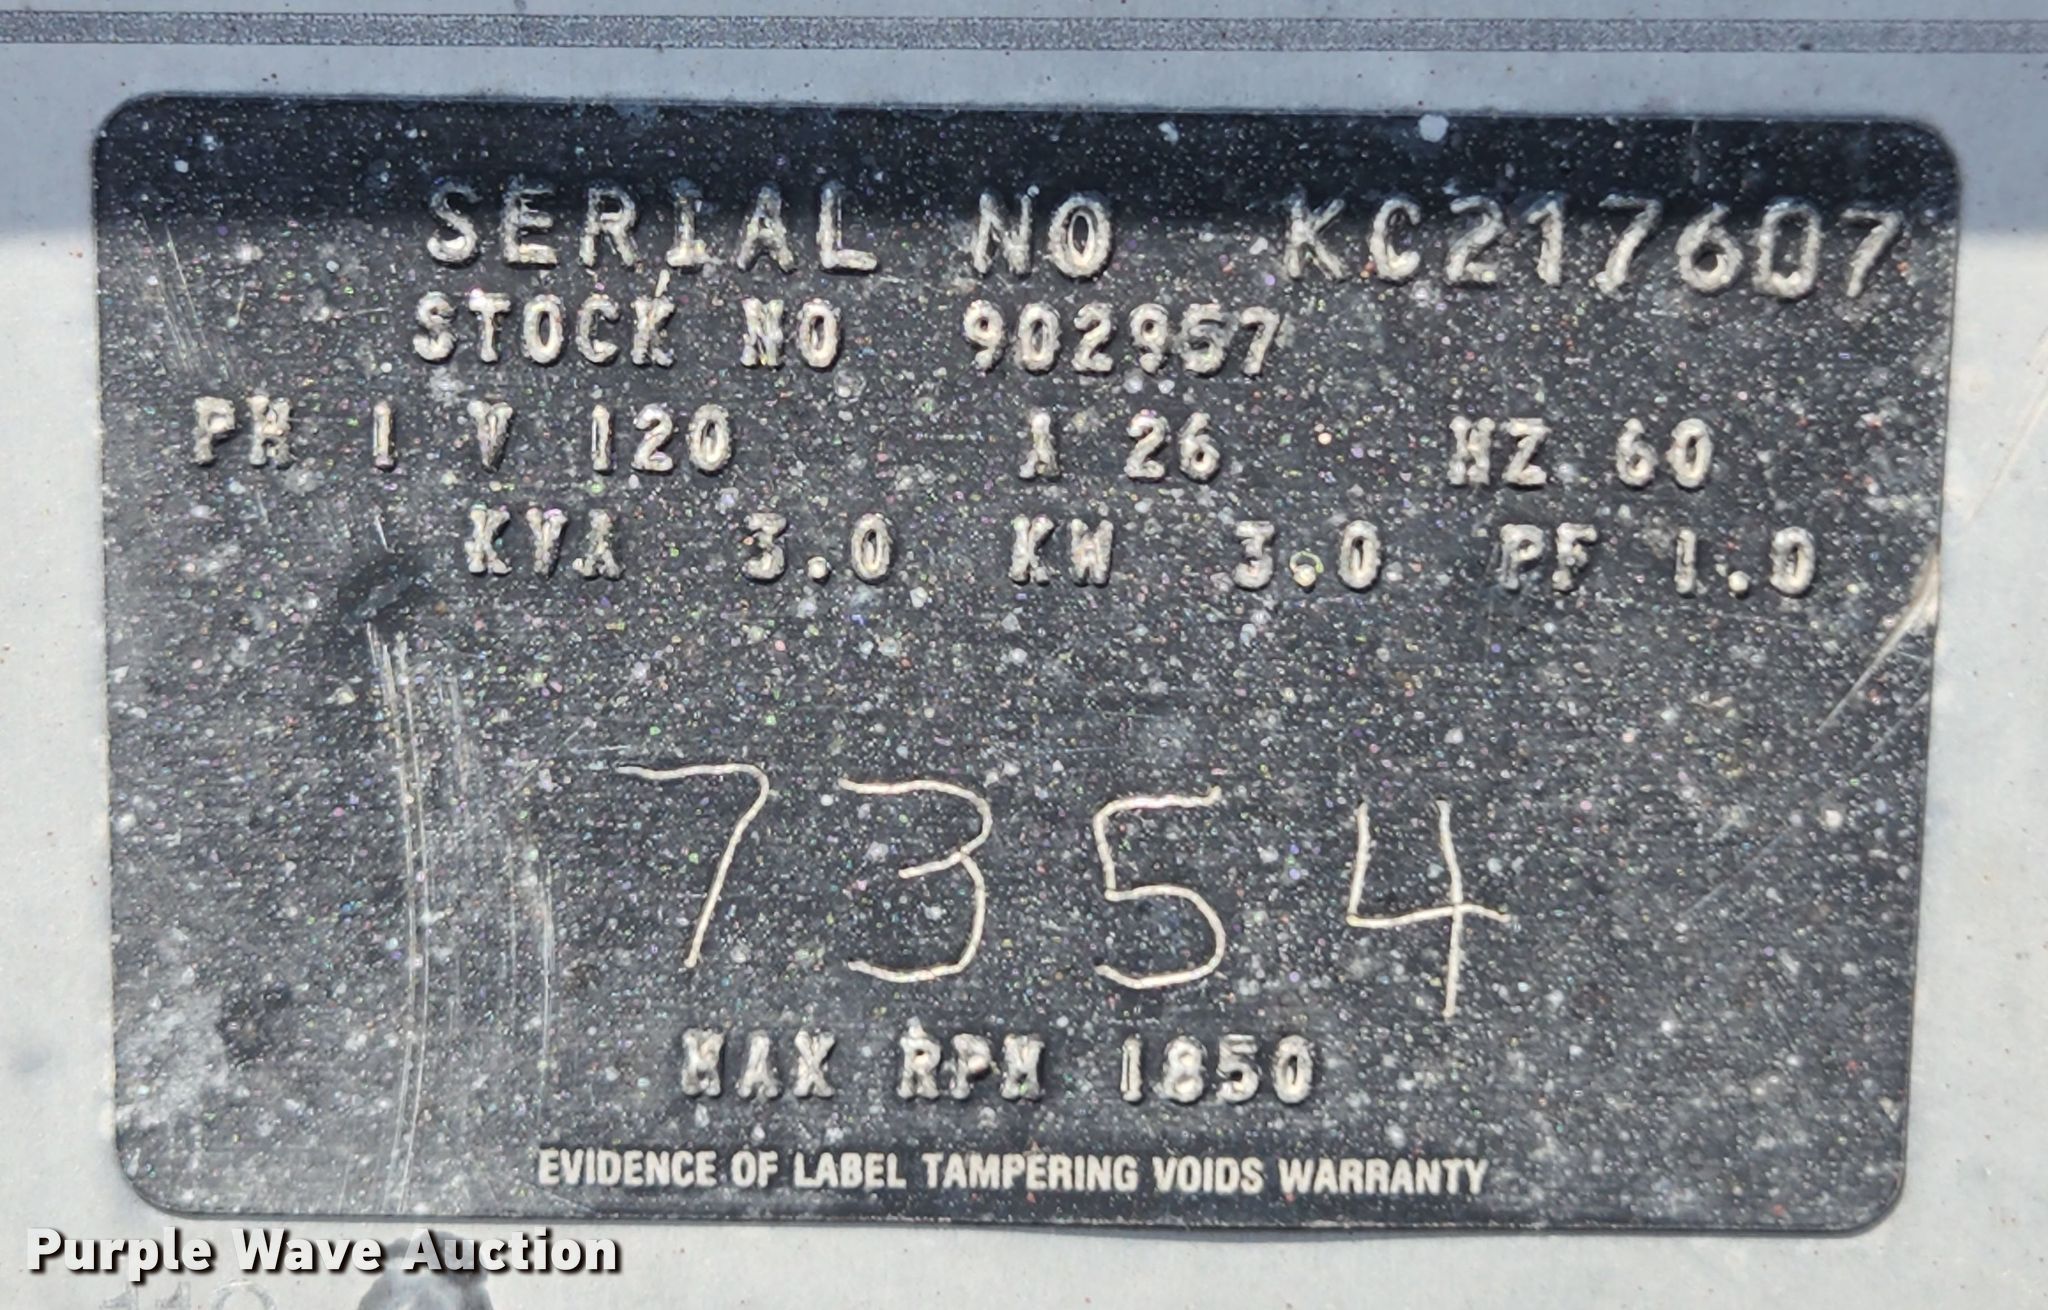 SERIAL NO KC217607
STOCK NO 902957
PH 1 V 120 A 26 HZ 60
KVA 3.0 KW 3.0 PF 1.0
7354
MAX RPM 1850
EVIDENCE OF LABEL TAMPERING VOIDS WARRANTY
Purple Wave Auction